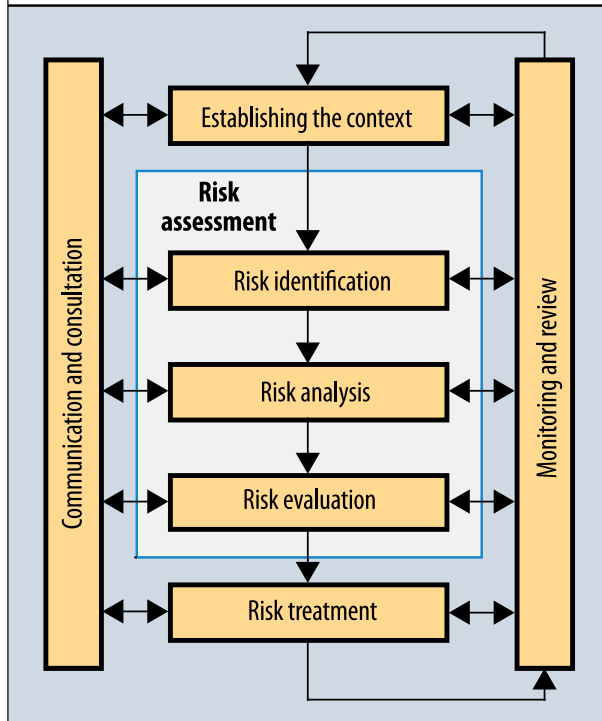 Establishing the context
Risk
assessment
Risk identification
Risk analysis
Risk evaluation
Risk treatment
Communication and consultation
Monitoring and review